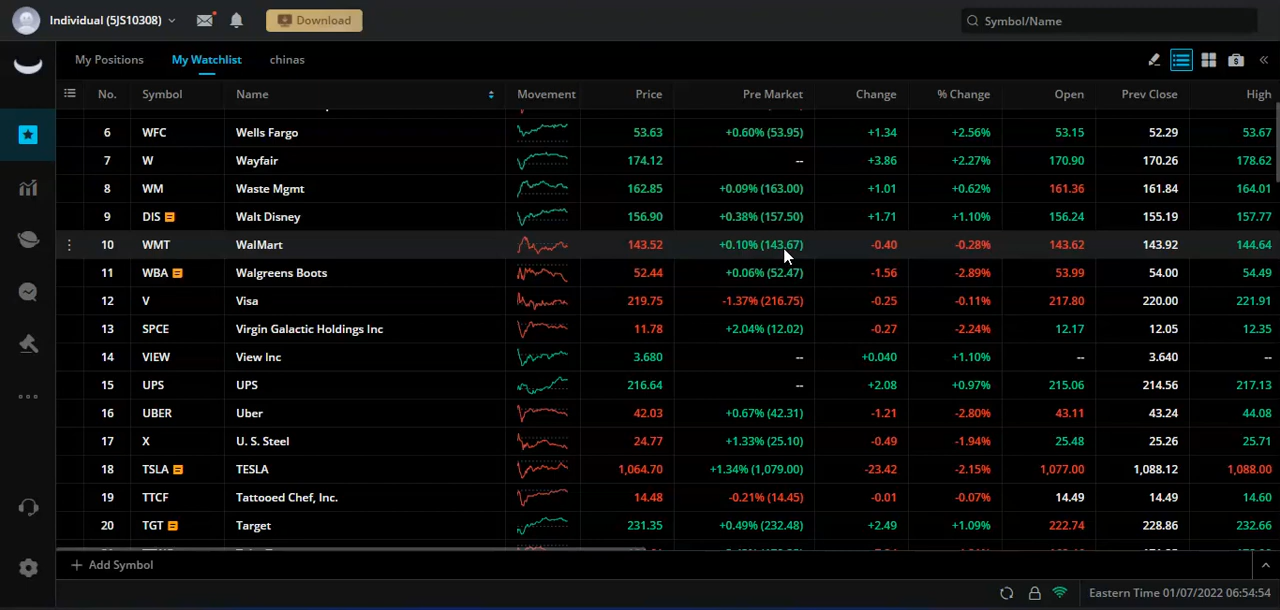 Individual (5JS10308) Download Symbol/Name
My Positions My Watchlist chinas
No. Symbol Name Movement Price Pre Market Change % Change Open Prev Close High
6 WFC Wells Fargo 53.63 +0.60% (53.95) +1.34 +2.56% 53.15 52.29 53.67
7 W Wayfair 174.12 -- +3.86 +2.27% 170.90 170.26 178.62
8 WM Waste Mgmt 162.85 +0.09% (163.00) +1.01 +0.62% 161.36 161.84 164.01
9 DIS Walt Disney 156.90 +0.38% (157.50) +1.71 +1.10% 156.24 155.19 157.77
10 WMT WalMart 143.52 +0.10% (143.67) -0.40 -0.28% 143.62 143.92 144.64
11 WBA Walgreens Boots 52.44 +0.06% (52.47) -1.56 -2.89% 53.99 54.00 54.49
12 V Visa 219.75 -1.37% (216.75) -0.25 -0.11% 217.80 220.00 221.91
13 SPCE Virgin Galactic Holdings Inc 11.78 +2.04% (12.02) -0.27 -2.24% 12.17 12.05 12.35
14 VIEW View Inc 3.680 -- +0.040 +1.10% -- 3.640 --
15 UPS UPS 216.64 -- +2.08 +0.97% 215.06 214.56 217.13
16 UBER Uber 42.03 +0.67% (42.31) -1.21 -2.80% 43.11 43.24 44.08
17 X U. S. Steel 24.77 +1.33% (25.10) -0.49 -1.94% 25.48 25.26 25.71
18 TSLA TESLA 1,064.70 +1.34% (1,079.00) -23.42 -2.15% 1,077.00 1,088.12 1,088.00
19 TTCF Tattooed Chef, Inc. 14.48 -0.21% (14.45) -0.01 -0.07% 14.49 14.49 14.60
20 TGT Target 231.35 +0.49% (232.48) +2.49 +1.09% 222.74 228.86 232.66
+ Add Symbol
Eastern Time 01/07/2022 06:54:54